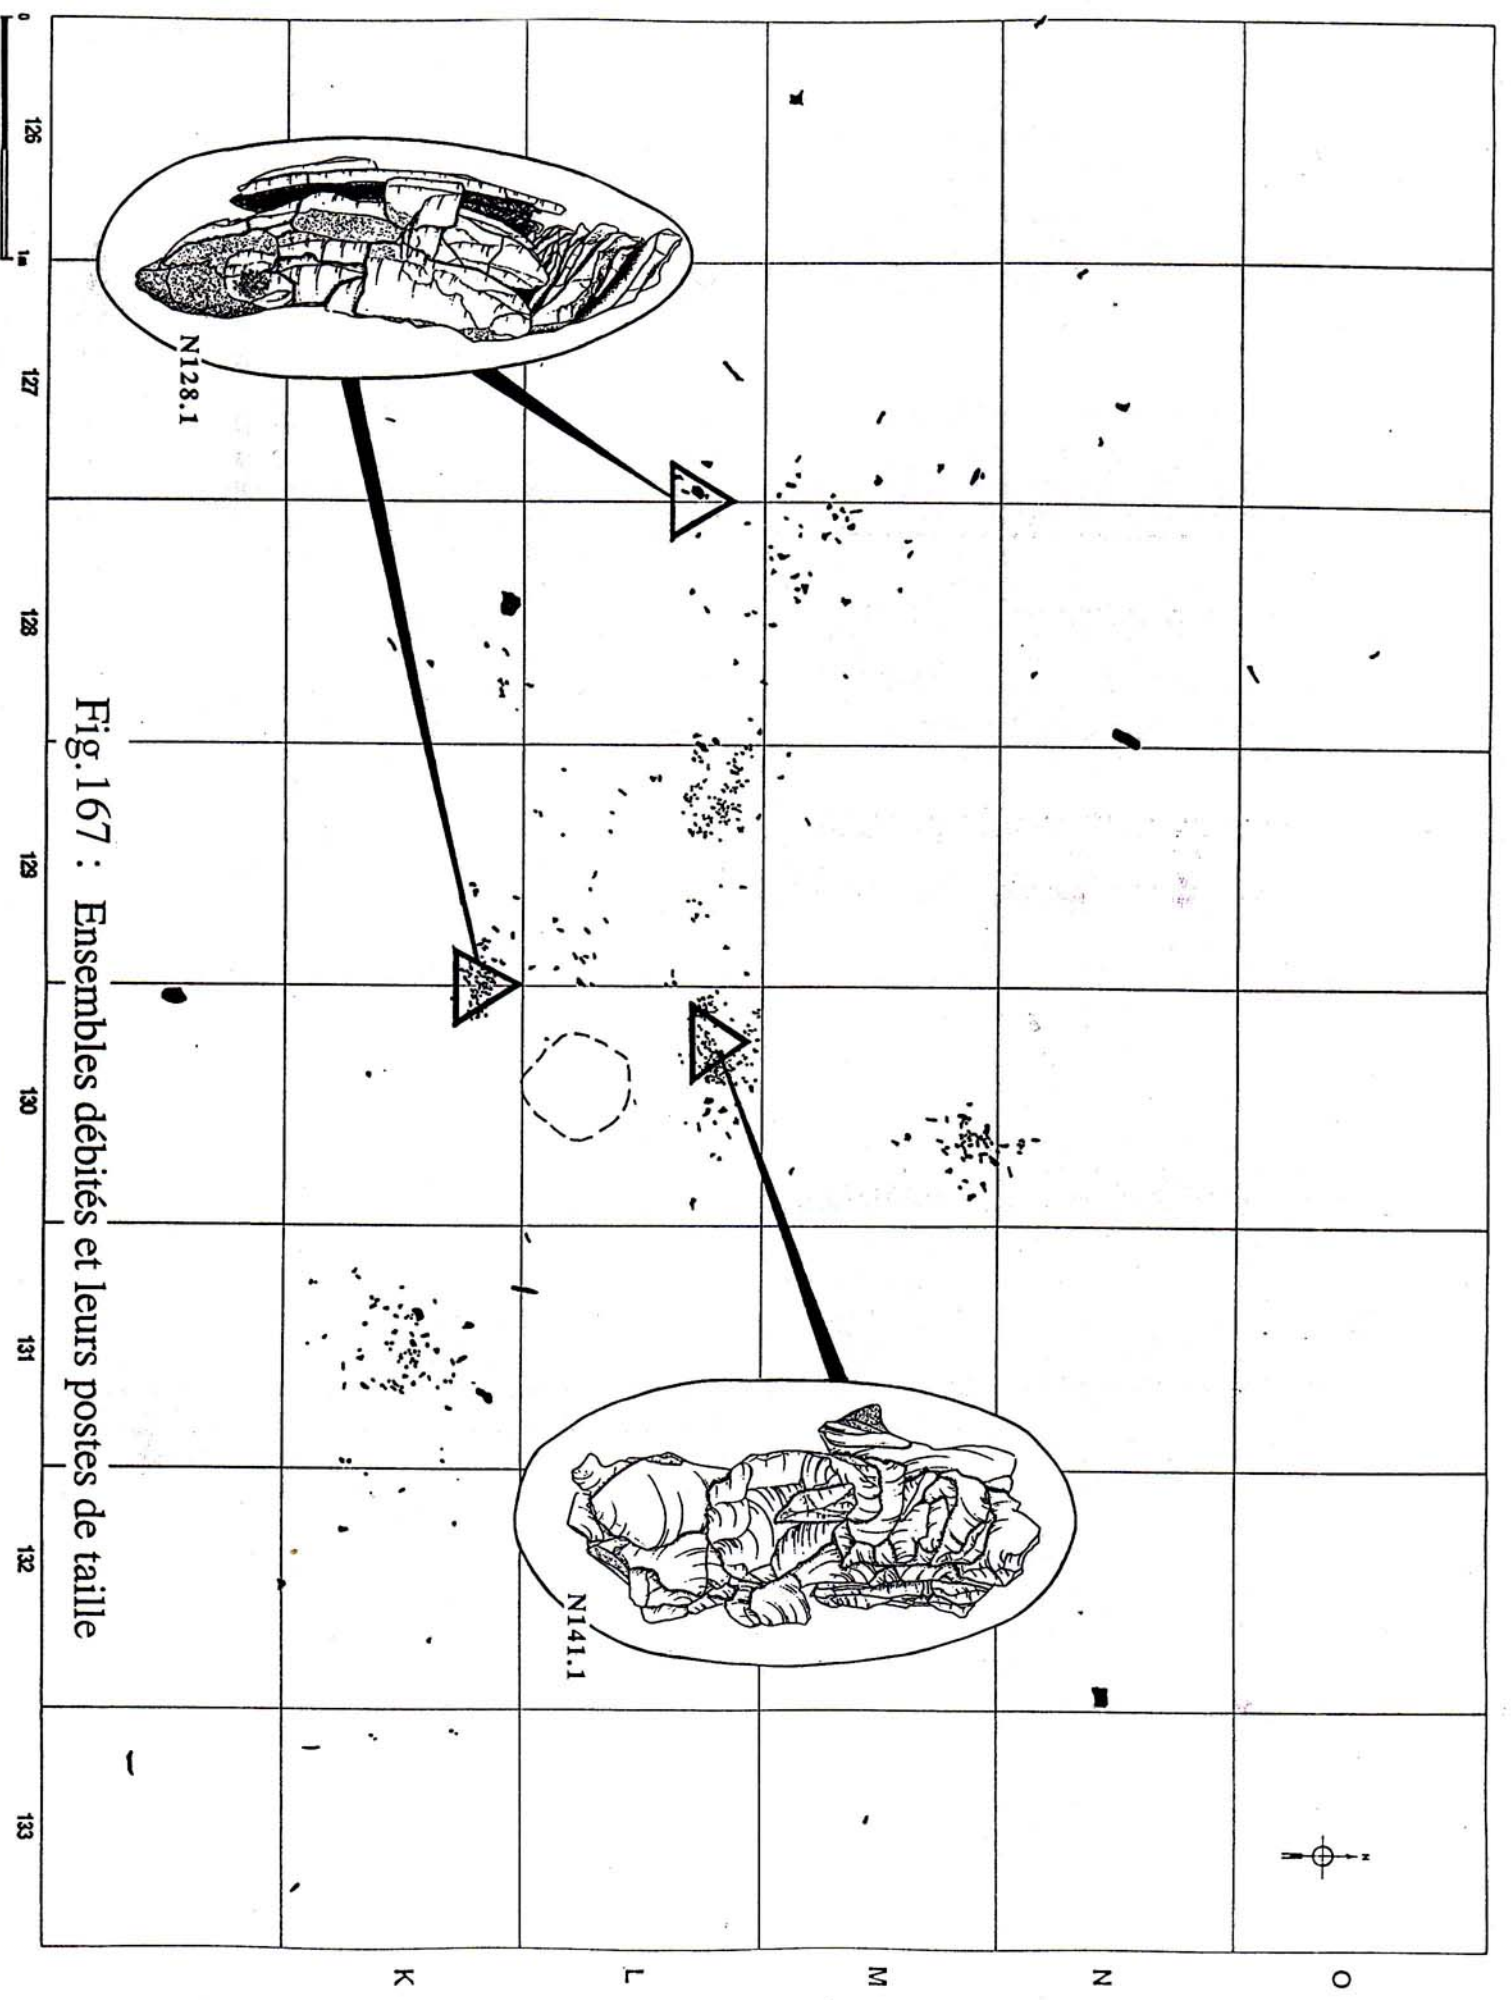 N128.1
N141.1
O
N
M
L
K
126
127
128
129
130
131
132
133
0
1m
N
Fig.167 : Ensembles débités et leurs postes de taille